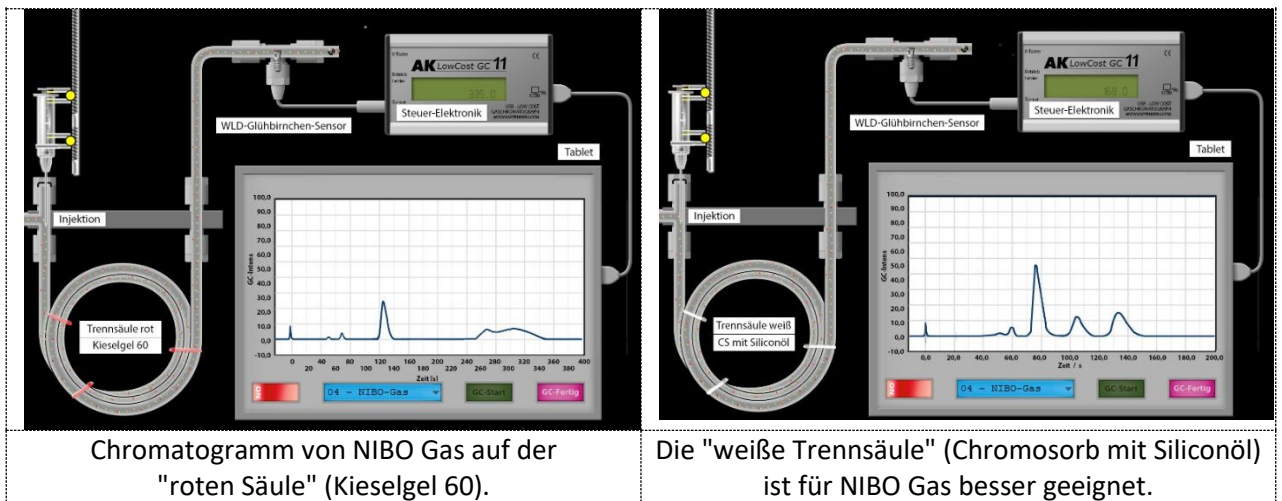 AK LowCost GC 11
335.0
Steuer-Elektronik
WLD-Glühbirnchen-Sensor
Tablet
Injektion
Trennsäule rot
Kieselgel 60
GC-Intens
100,0
90,0
80,0
70,0
60,0
50,0
40,0
30,0
20,0
10,0
0,0
-10,0
0 40 80 120 160 200 240 280 320 360 400
20 60 100 140 180 220 260 300 340 380
Zeit [s]
NO
04 - NIBO-Gas
GC-Start
GC-Fertig
Chromatogramm von NIBO Gas auf der
"roten Säule" (Kieselgel 60).
AK LowCost GC 11
168.0
Steuer-Elektronik
WLD-Glühbirnchen-Sensor
Tablet
Injektion
Trennsäule weiß
CS mit Siliconöl
GC-Intens
100,0
90,0
80,0
70,0
60,0
50,0
40,0
30,0
20,0
10,0
0,0
-10,0
0,0 20,0 40,0 60,0 80,0 100,0 120,0 140,0 160,0 180,0 200,0
Zeit / s
NO
04 - NIBO-Gas
GC-Start
GC-Fertig
Die "weiße Trennsäule" (Chromosorb mit Siliconöl)
ist für NIBO Gas besser geeignet.